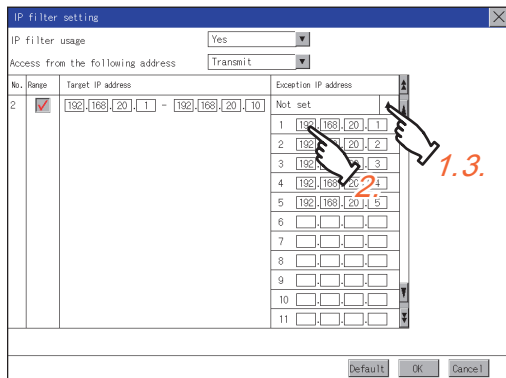 IP filter setting
IP filter usage Yes
Access from the following address Transmit
No. Range Target IP address Exception IP address
2 192.168.20.1 - 192.168.20.10 Not set
1 192.168.20.1
2 192.168.20.2
3 192.168.20.3
4 192.168.20.4
5 192.168.20.5
6 . . .
7 . . .
8 . . .
9 . . .
10 . . .
11 . . .
1.3.
2.
Default OK Cancel